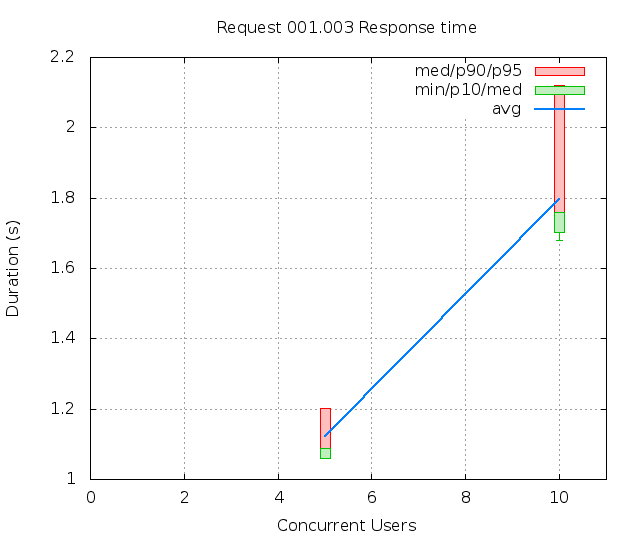 Request 001.003 Response time
2.2
2
1.8
1.6
1.4
1.2
1
Duration (s)
med/p90/p95
min/p10/med
avg
0 2 4 6 8 10
Concurrent Users